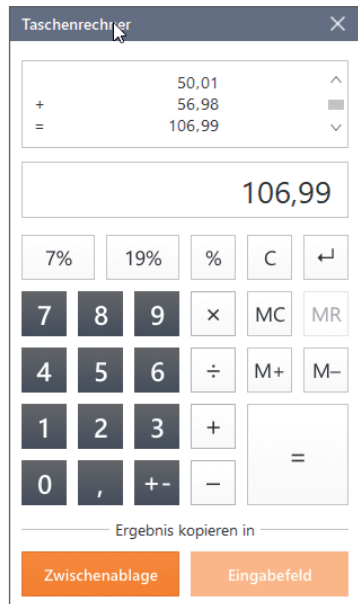 Taschenrechner
50,01
+ 56,98
= 106,99
106,99
7% 19% % C ↵
7 8 9 × MC MR
4 5 6 ÷ M+ M–
1 2 3 + =
0 , +- –
Ergebnis kopieren in
Zwischenablage Eingabefeld